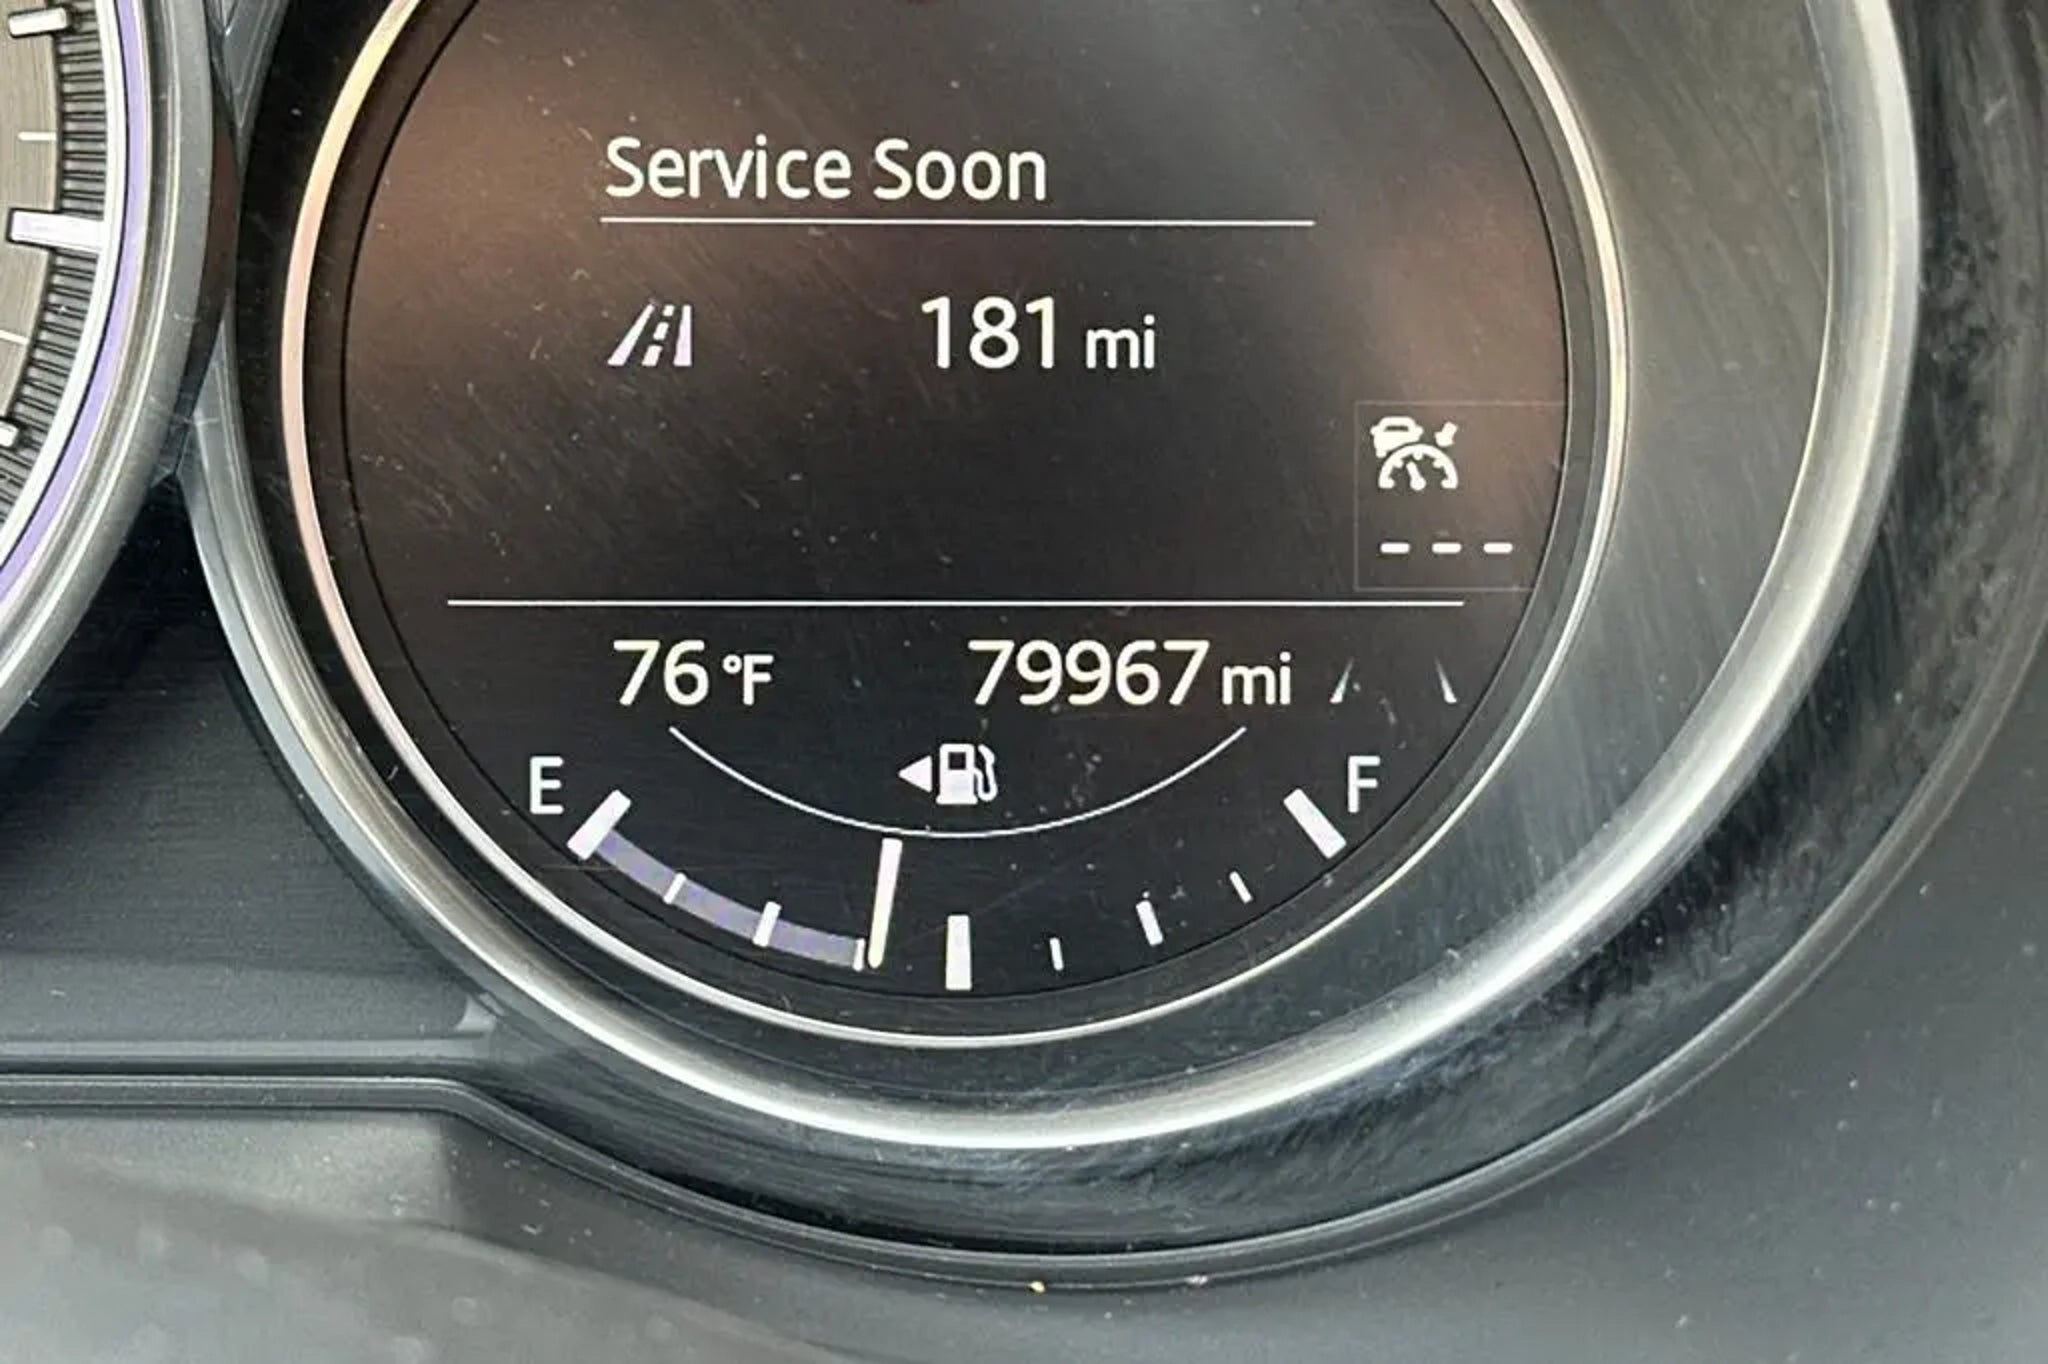 Service Soon
181 mi
- - -
76 °F 79967 mi
E F